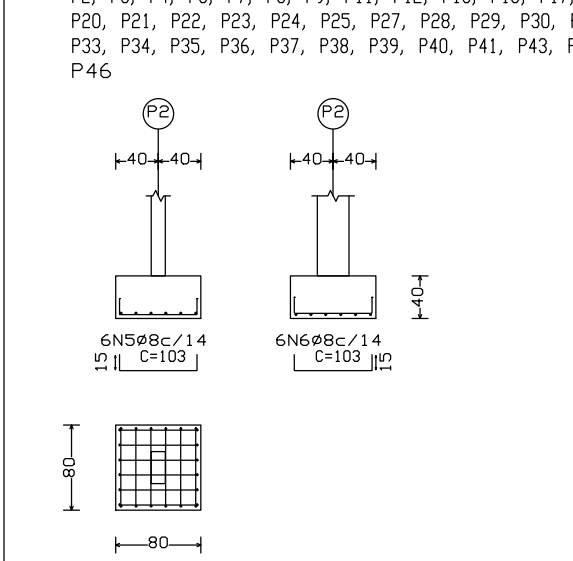 P20, P21, P22, P23, P24, P25, P27, P28, P29, P30,
P33, P34, P35, P36, P37, P38, P39, P40, P41, P43,
P46
P2 P2
40 40 40 40
40
6N5Ø8c/14 6N6Ø8c/14
15 C=103 C=103 15
80
80